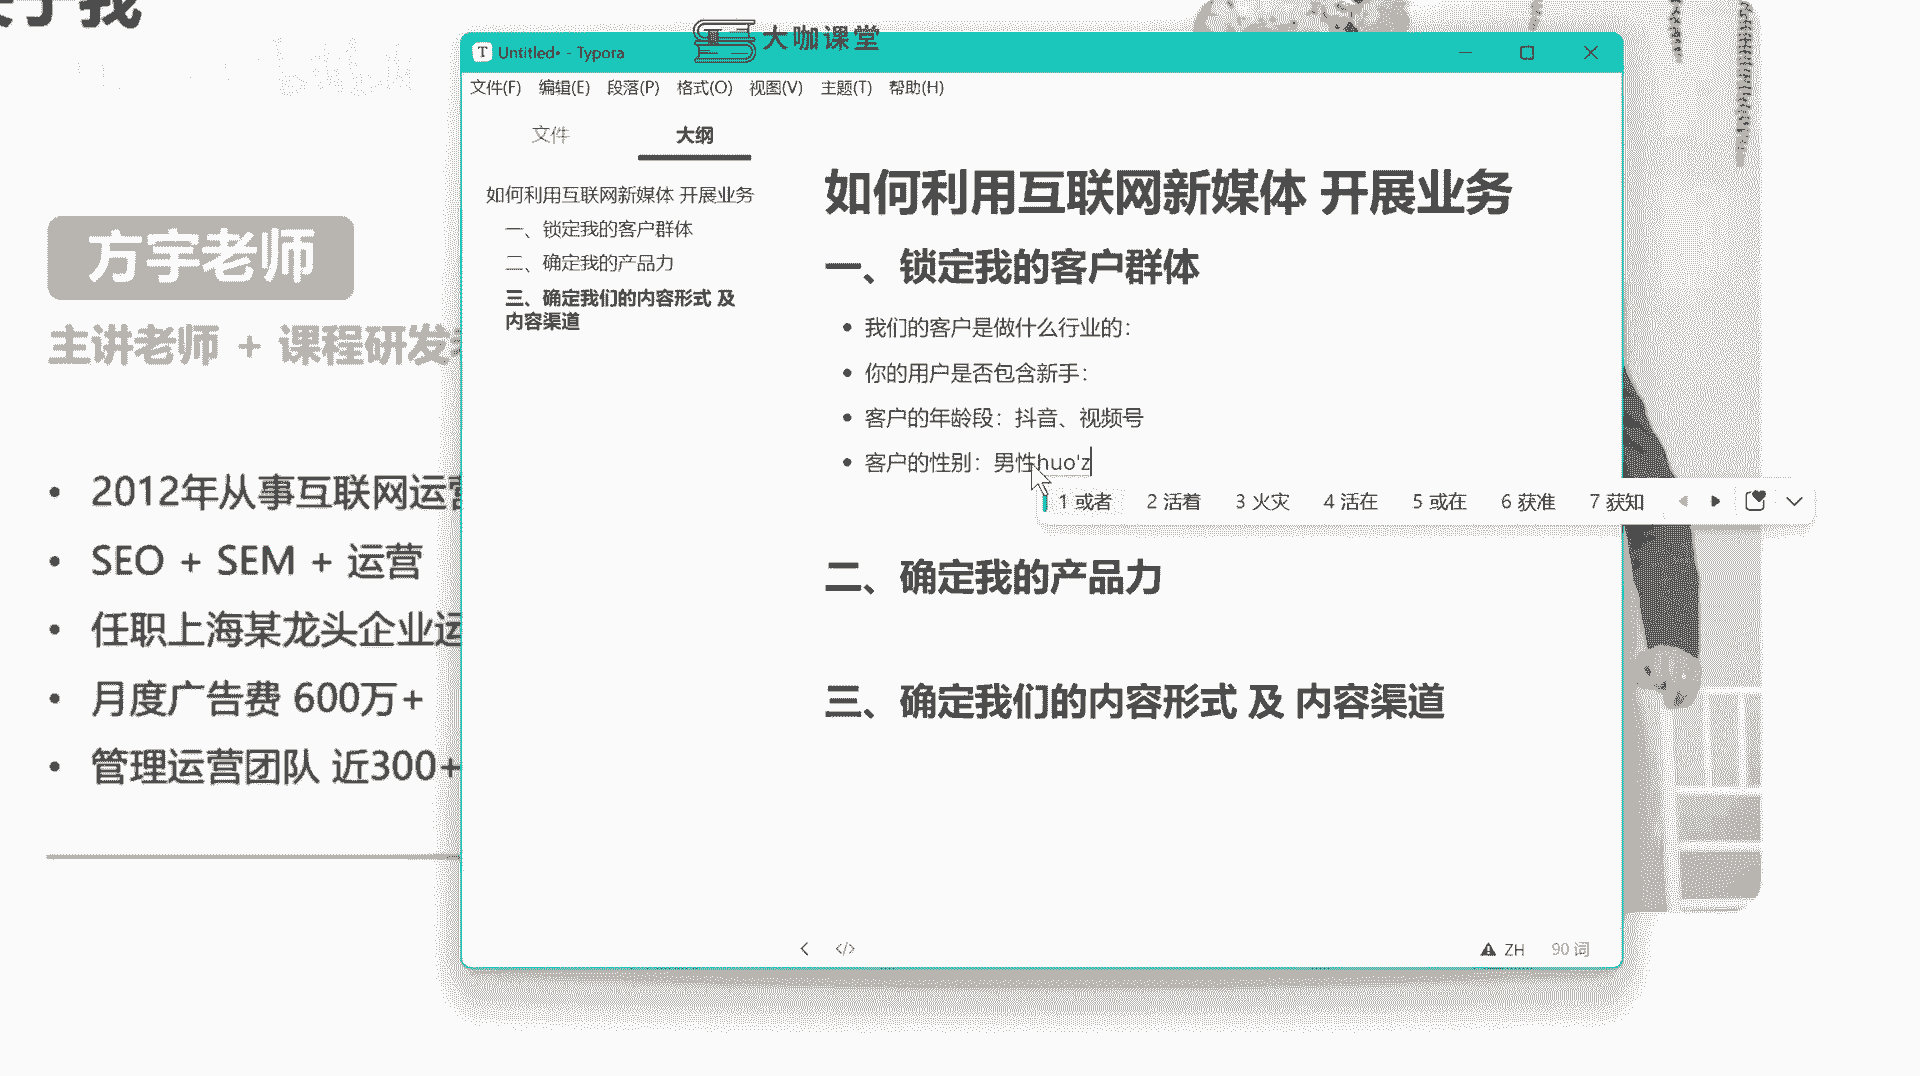 大咖课堂
Untitled• - Typora
文件(F) 编辑(E) 段落(P) 格式(O) 视图(V) 主题(T) 帮助(H)
文件 大纲
如何利用互联网新媒体 开展业务
一、锁定我的客户群体
二、确定我的产品力
三、确定我们的内容形式 及
内容渠道
如何利用互联网新媒体 开展业务
一、锁定我的客户群体
• 我们的客户是做什么行业的：
• 你的用户是否包含新手：
• 客户的年龄段：抖音、视频号
• 客户的性别：男性huo'z
1 或者 2 活着 3 火灾 4 活在 5 或在 6 获准 7 获知
二、确定我的产品力
三、确定我们的内容形式 及 内容渠道
ZH 90 词
方宇老师
主讲老师 + 课程研发
• 2012年从事互联网运营
• SEO + SEM + 运营
• 任职上海某龙头企业运
• 月度广告费 600万+
• 管理运营团队 近300+